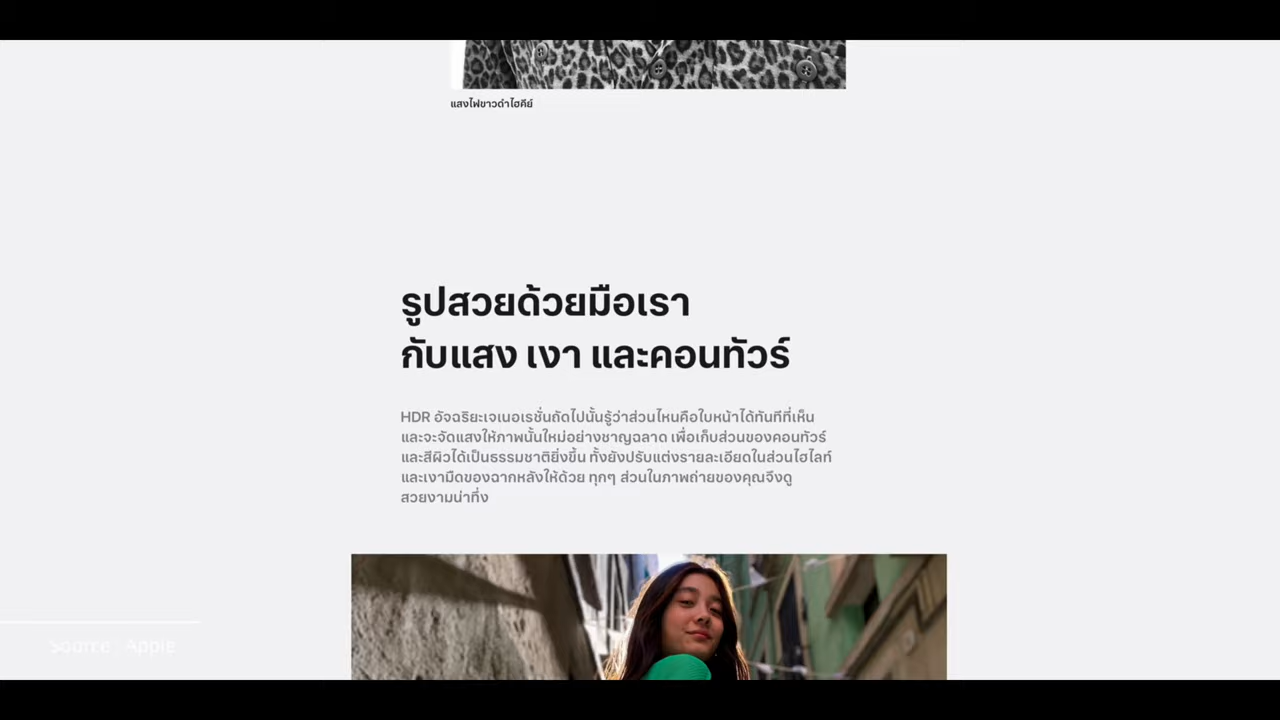 แสงไฟขาวดำไฮคีย์
รูปสวยด้วยมือเรา
กับแสง เงา และคอนทัวร์
HDR อัจฉริยะเจเนอเรชั่นถัดไปนั้นรู้ว่าส่วนไหนคือใบหน้าได้ทันทีที่เห็น
และจะจัดแสงให้ภาพนั้นใหม่อย่างชาญฉลาด เพื่อเก็บส่วนของคอนทัวร์
และสีผิวได้เป็นธรรมชาติยิ่งขึ้น ทั้งยังปรับแต่งรายละเอียดในส่วนไฮไลท์
และเงามืดของฉากหลังให้ด้วย ทุกๆ ส่วนในภาพถ่ายของคุณจึงดู
สวยงามน่าทึ่ง
Source : Apple